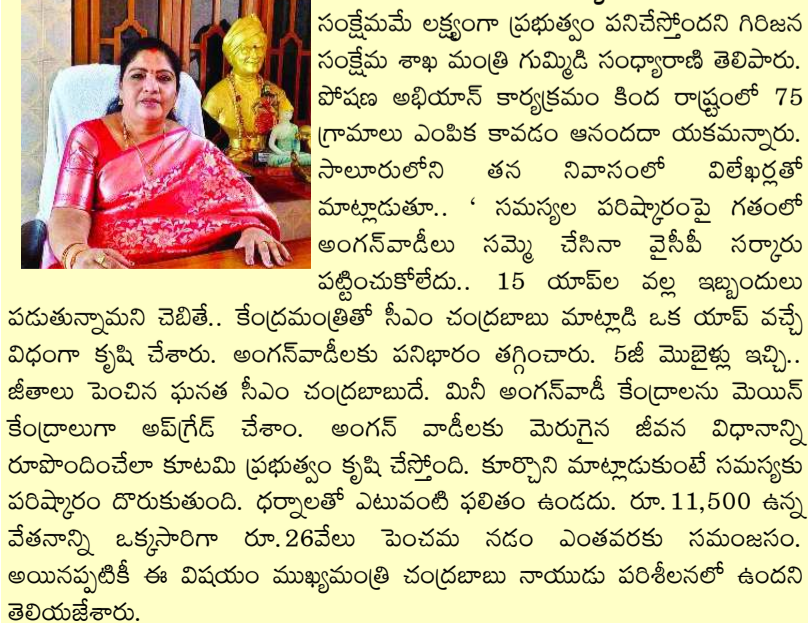 సంక్షేమమే లక్ష్యంగా ప్రభుత్వం పనిచేస్తోందని గిరిజన
సంక్షేమ శాఖ మంత్రి గుమ్మిడి సంధ్యారాణి తెలిపారు.
పోషణ అభియాన్ కార్యక్రమం కింద రాష్ట్రంలో 75
గ్రామాలు ఎంపిక కావడం ఆనందదా యకమన్నారు.
సాలూరులోని తన నివాసంలో విలేఖర్లతో
మాట్లాడుతూ.. ‘ సమస్యల పరిష్కారంపై గతంలో
అంగన్‌వాడీలు సమ్మె చేసినా వైసీపీ సర్కారు
పట్టించుకోలేదు.. 15 యాప్‌ల వల్ల ఇబ్బందులు
పడుతున్నామని చెబితే.. కేంద్రమంత్రితో సీఎం చంద్రబాబు మాట్లాడి ఒక యాప్ వచ్చే
విధంగా కృషి చేశారు. అంగన్‌వాడీలకు పనిభారం తగ్గించారు. 5జీ మొబైళ్లు ఇచ్చి..
జీతాలు పెంచిన ఘనత సీఎం చంద్రబాబుదే. మినీ అంగన్‌వాడీ కేంద్రాలను మెయిన్
కేంద్రాలుగా అప్‌గ్రేడ్ చేశాం. అంగన్ వాడీలకు మెరుగైన జీవన విధానాన్ని
రూపొందించేలా కూటమి ప్రభుత్వం కృషి చేస్తోంది. కూర్చొని మాట్లాడుకుంటే సమస్యకు
పరిష్కారం దొరుకుతుంది. ధర్నాలతో ఎటువంటి ఫలితం ఉండదు. రూ.11,500 ఉన్న
వేతనాన్ని ఒక్కసారిగా రూ.26వేలు పెంచమ నడం ఎంతవరకు సమంజసం.
అయినప్పటికీ ఈ విషయం ముఖ్యమంత్రి చంద్రబాబు నాయుడు పరిశీలనలో ఉందని
తెలియజేశారు.